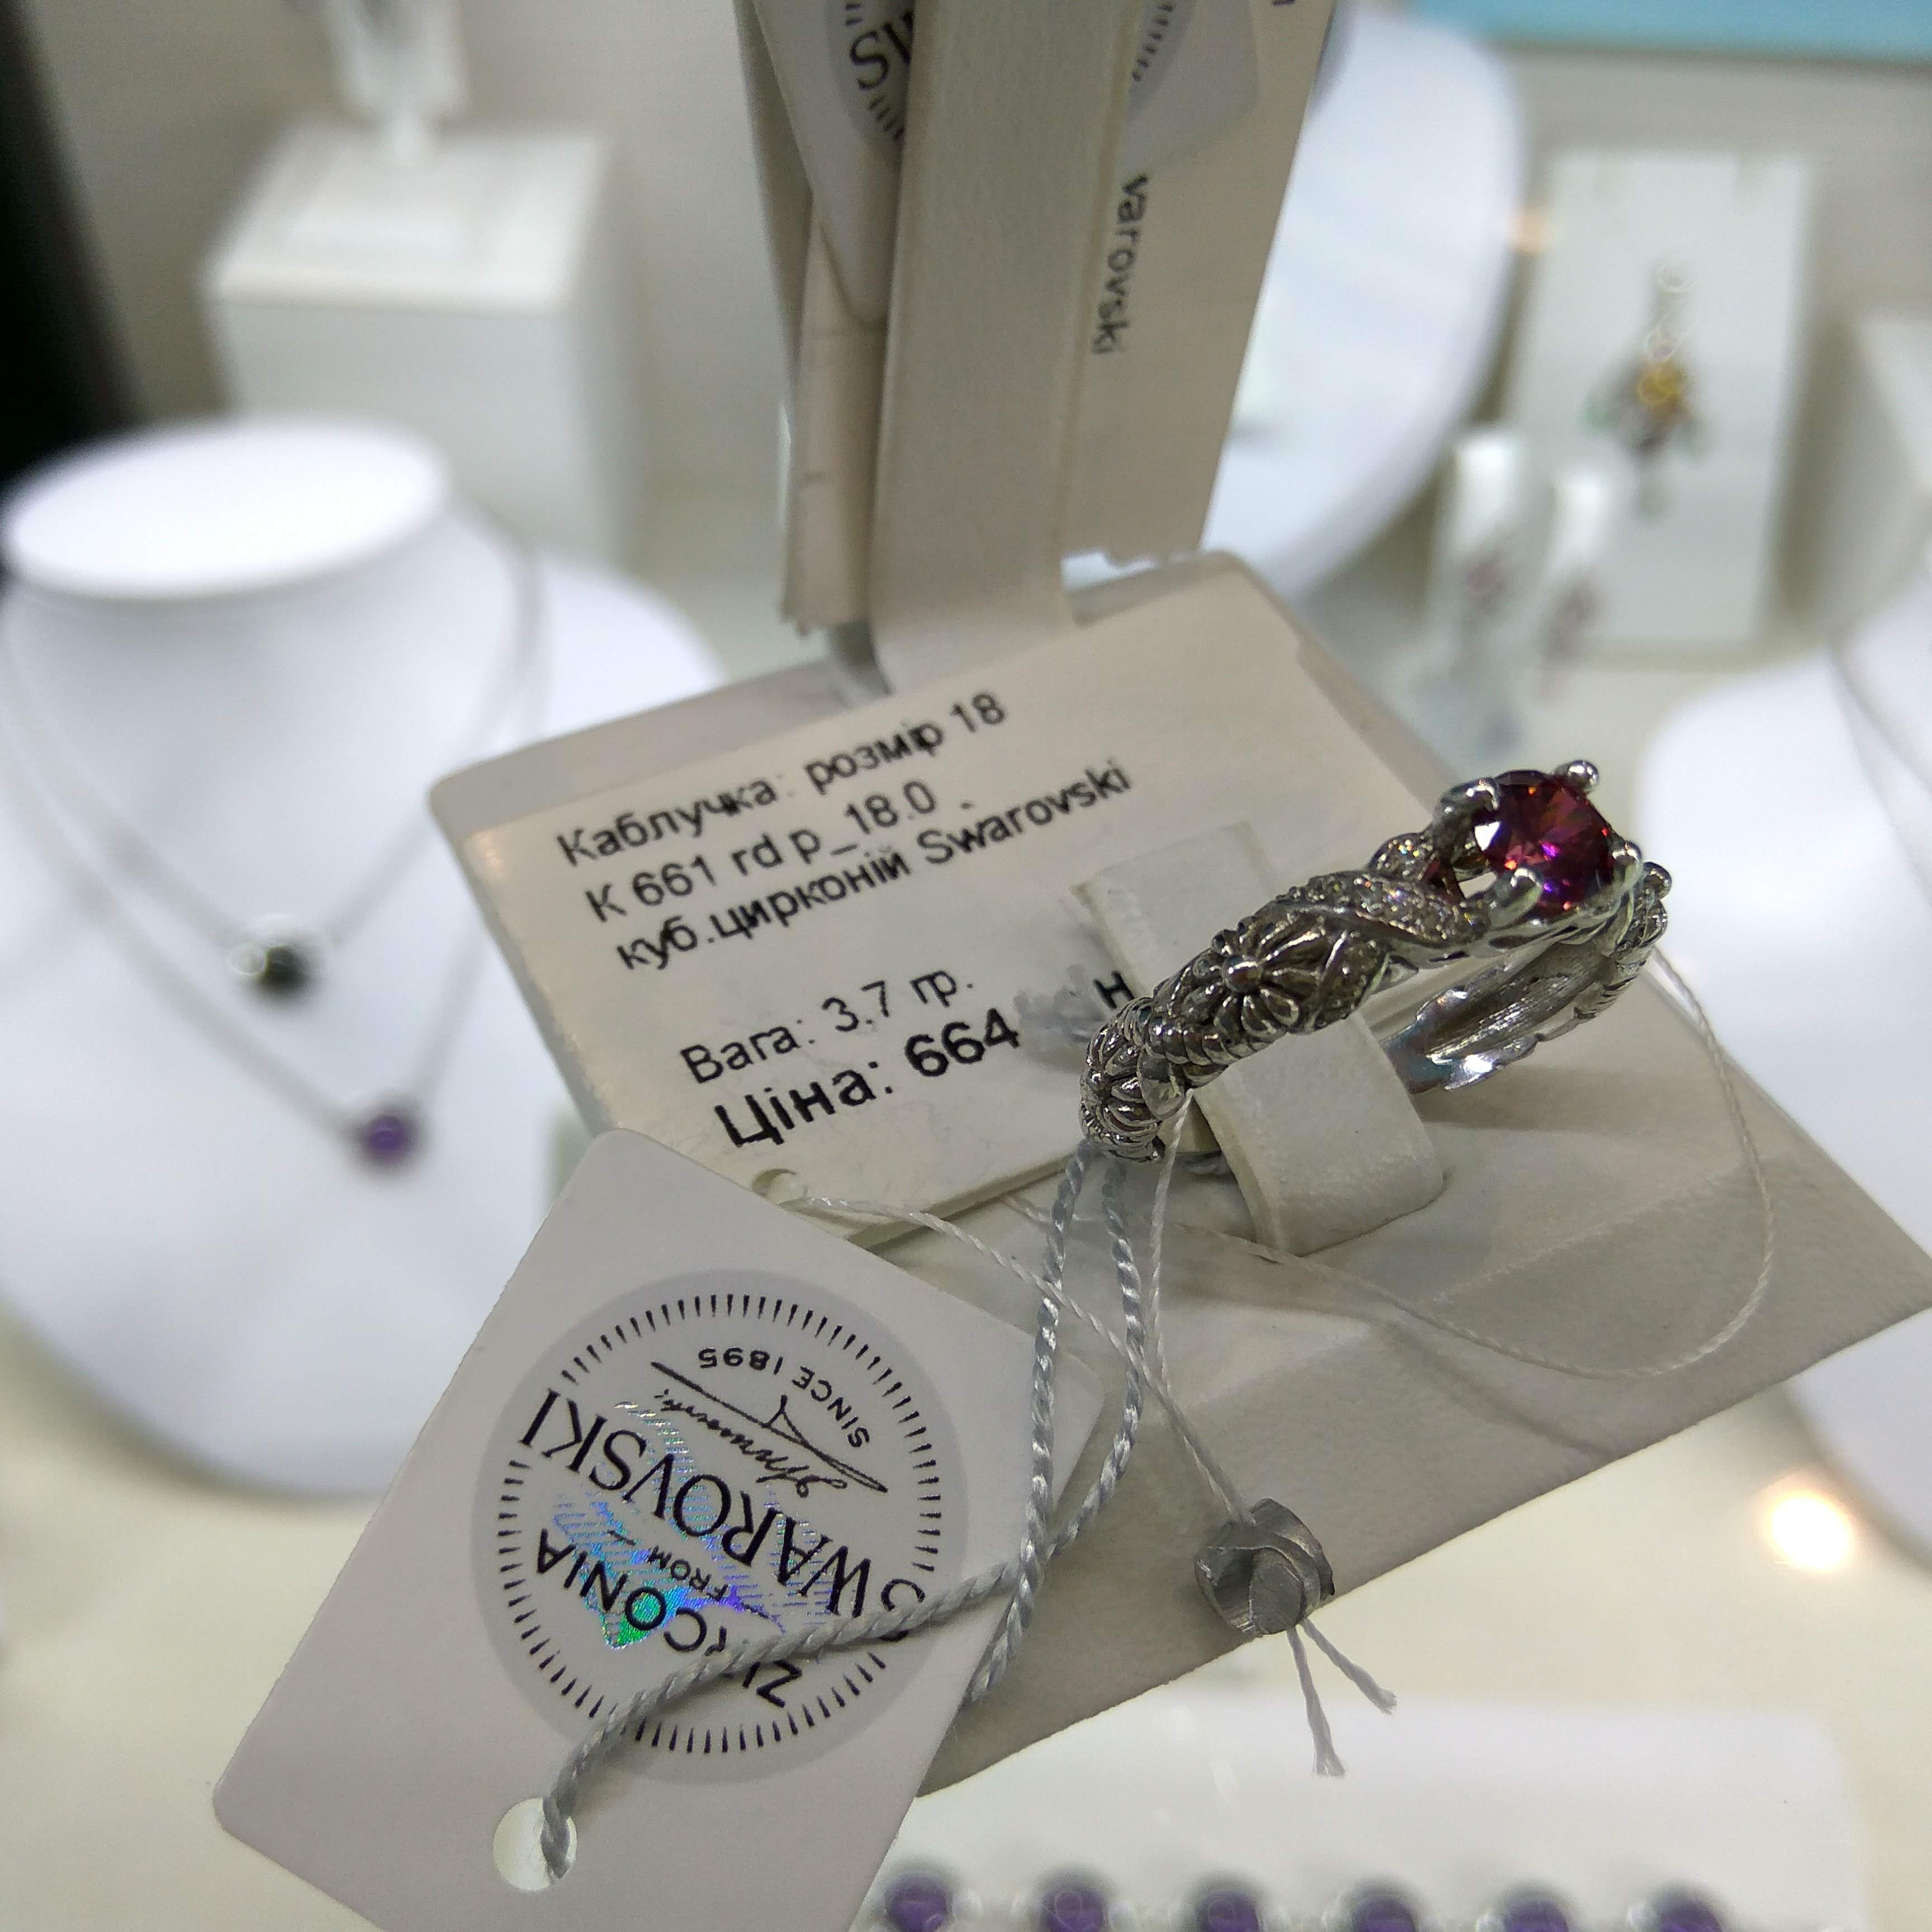 varovski
Каблучка: розмір 18
К 661 rd р_18.0
куб.цирконій Swarovski
Вага: 3.7 гр.
Ціна: 664
ZIRCONIA
FROM
SWAROVSKI
SINCE 1895